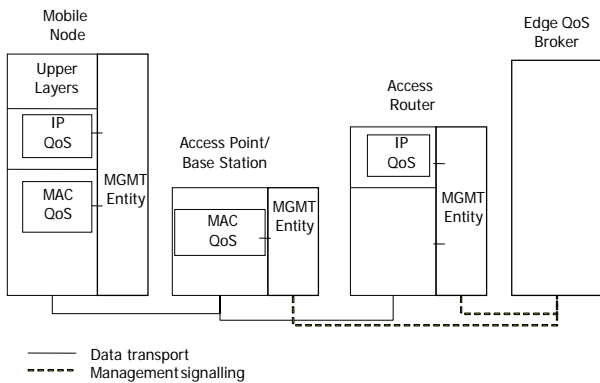 Mobile
Node
Edge QoS
Broker
Upper
Layers
Access
Router
IP
QoS
Access Point/
Base Station
IP
QoS
MGMT
Entity
MAC
QoS
MGMT
Entity
MAC
QoS
MGMT
Entity
Data transport
Management signalling